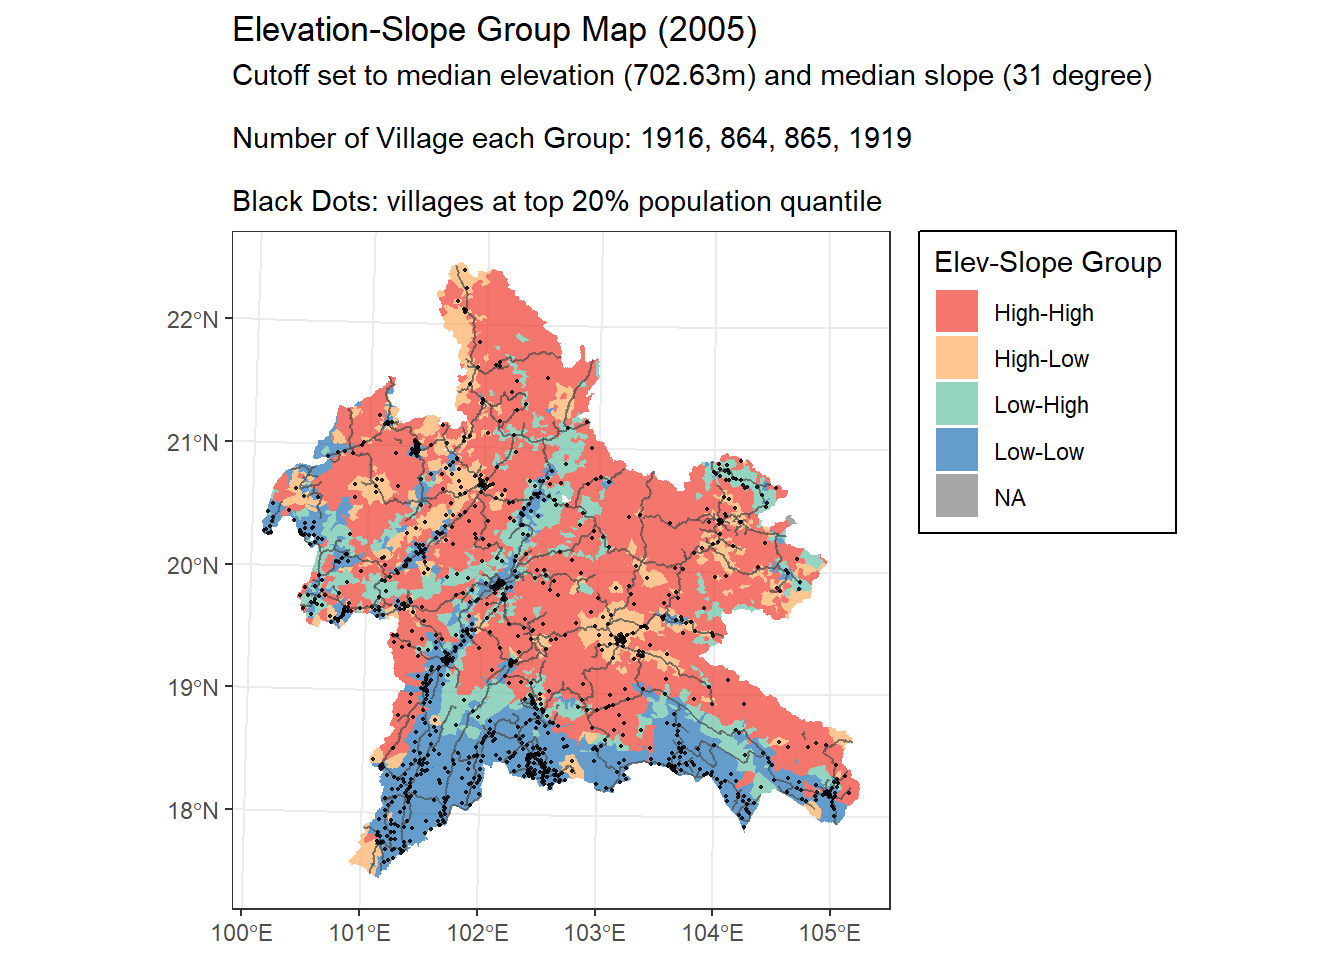 Elevation-Slope Group Map (2005)
Cutoff set to median elevation (702.63m) and median slope (31 degree)
Number of Village each Group: 1916, 864, 865, 1919
Black Dots: villages at top 20% population quantile
Elev-Slope Group
High-High
High-Low
Low-High
Low-Low
NA
22°N
21°N
20°N
19°N
18°N
100°E
101°E
102°E
103°E
104°E
105°E